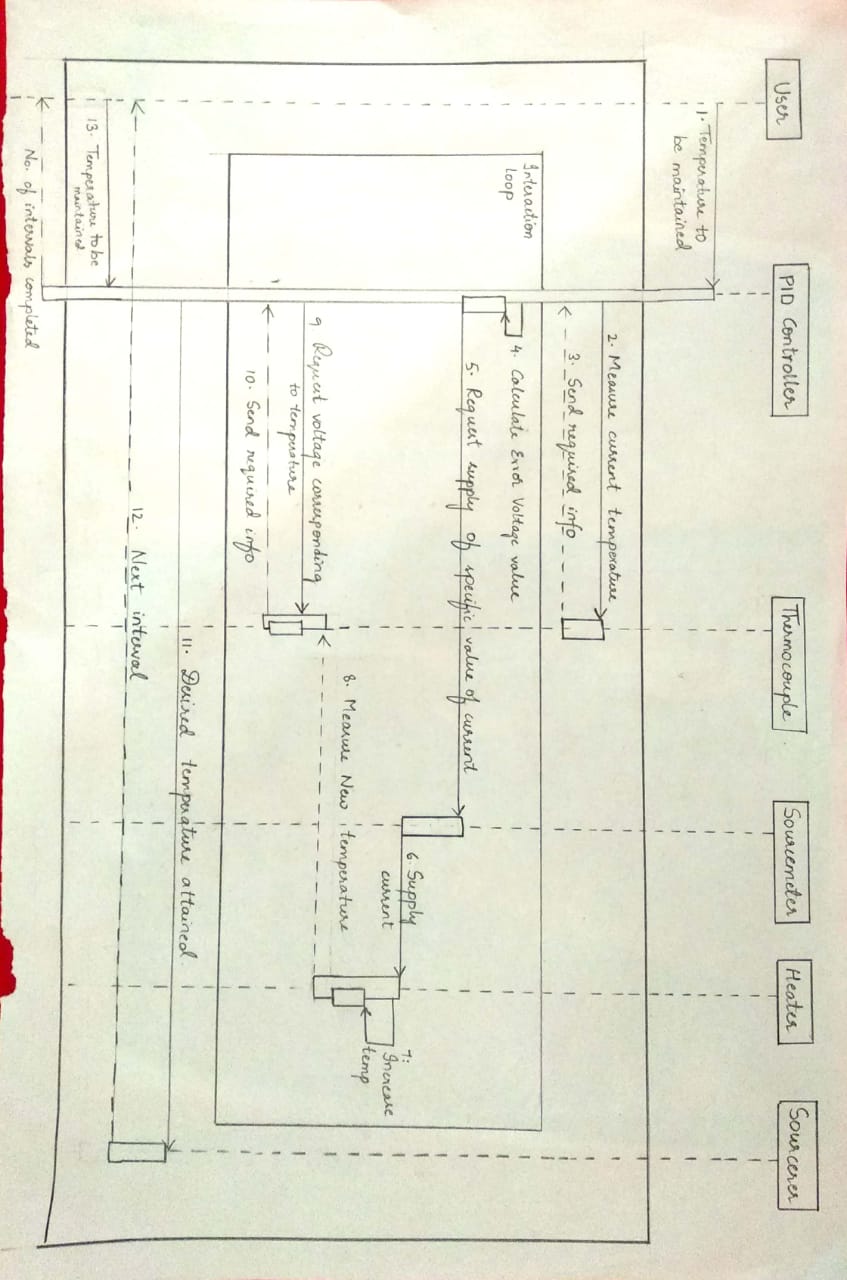 User
PID Controller
Thermocouple
Sourcemeter
Heater
Sourcerer
1. Temperature to
be maintained
2. Measure current temperature
3. Send required info
Interaction
loop
4. Calculate Error Voltage value
5. Request supply of specific value of current
6. Supply
current
7. Increase
temp
8. Measure New temperature
9. Request voltage corresponding
to temperature
10. Send required info
11. Desired temperature attained.
12. Next interval
13. Temperature to be
maintained
No. of intervals completed